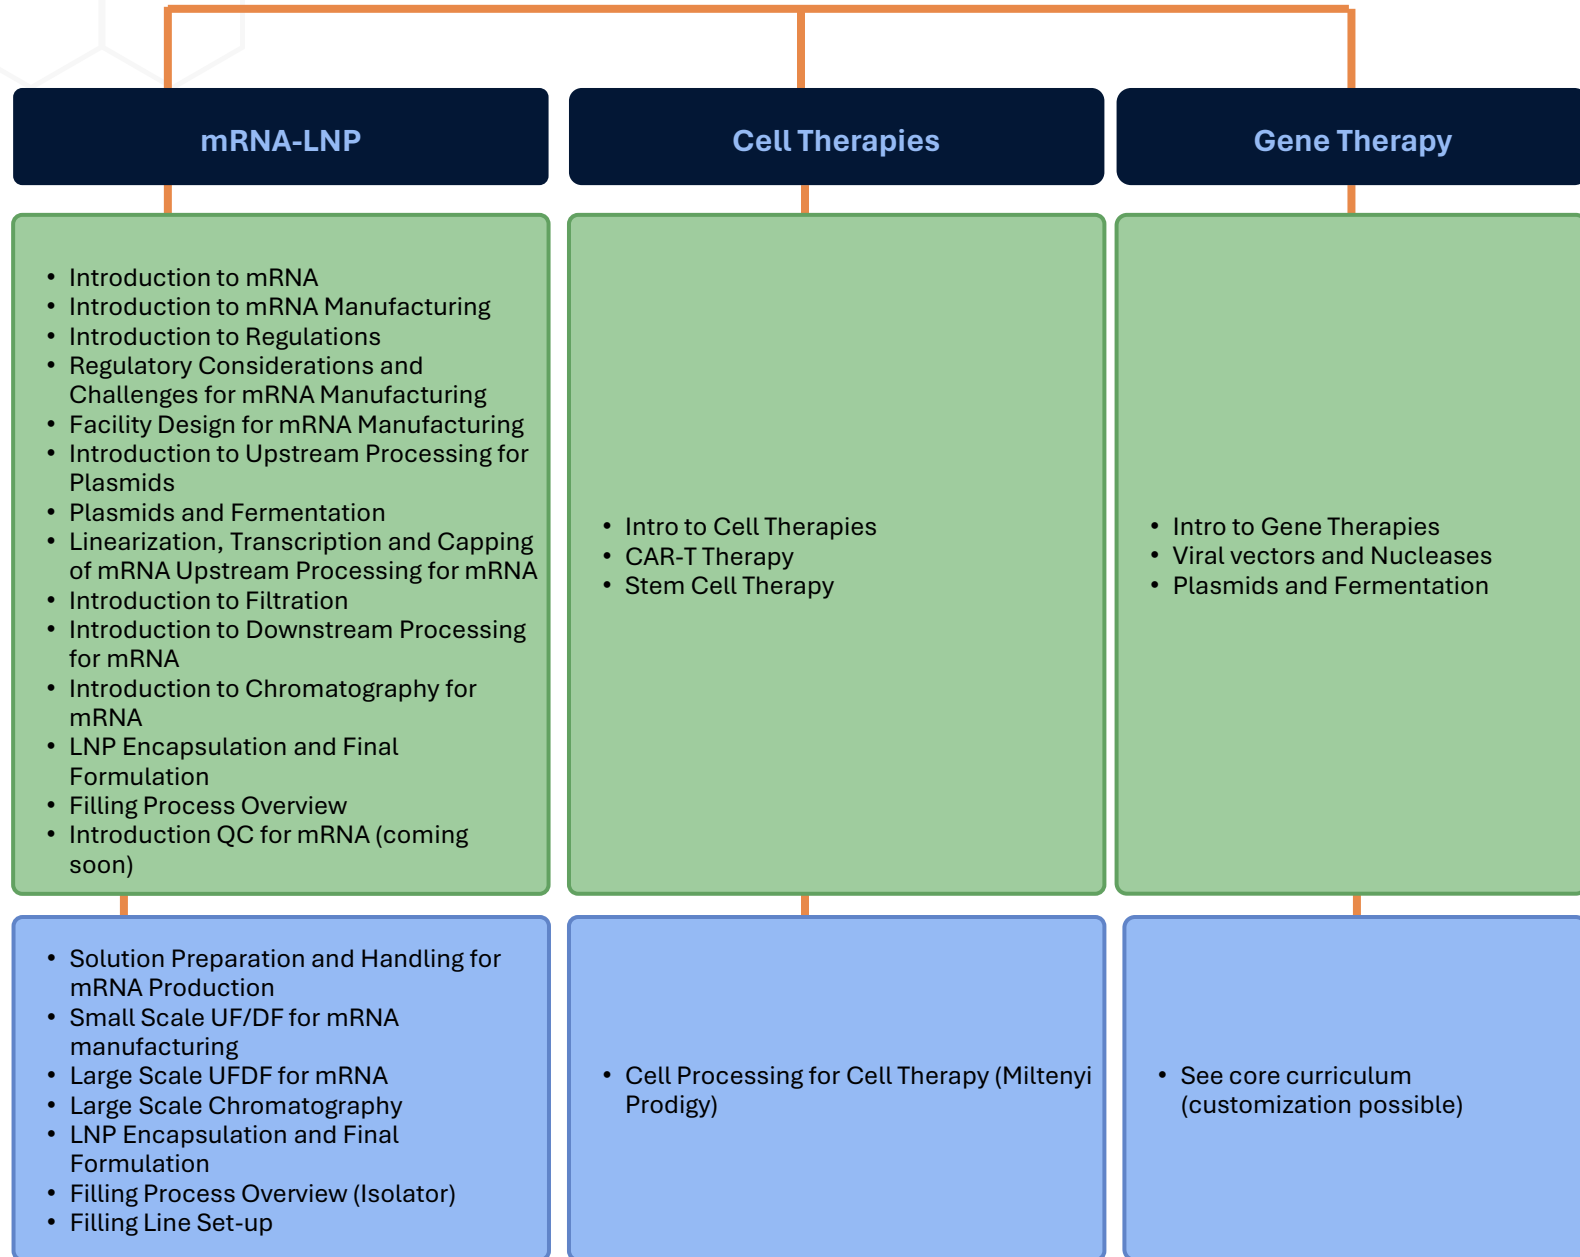 mRNA-LNP
• Introduction to mRNA
• Introduction to mRNA Manufacturing
• Introduction to Regulations
• Regulatory Considerations and
Challenges for mRNA Manufacturing
• Facility Design for mRNA Manufacturing
• Introduction to Upstream Processing for
Plasmids
• Plasmids and Fermentation
• Linearization, Transcription and Capping
of mRNA Upstream Processing for mRNA
• Introduction to Filtration
• Introduction to Downstream Processing
for mRNA
• Introduction to Chromatography for
mRNA
• LNP Encapsulation and Final
Formulation
• Filling Process Overview
• Introduction QC for mRNA (coming
soon)
• Solution Preparation and Handling for
mRNA Production
• Small Scale UF/DF for mRNA
manufacturing
• Large Scale UFDF for mRNA
• Large Scale Chromatography
• LNP Encapsulation and Final
Formulation
• Filling Process Overview (Isolator)
• Filling Line Set-up
Cell Therapies
• Intro to Cell Therapies
• CAR-T Therapy
• Stem Cell Therapy
• Cell Processing for Cell Therapy (Miltenyi
Prodigy)
Gene Therapy
• Intro to Gene Therapies
• Viral vectors and Nucleases
• Plasmids and Fermentation
• See core curriculum
(customization possible)